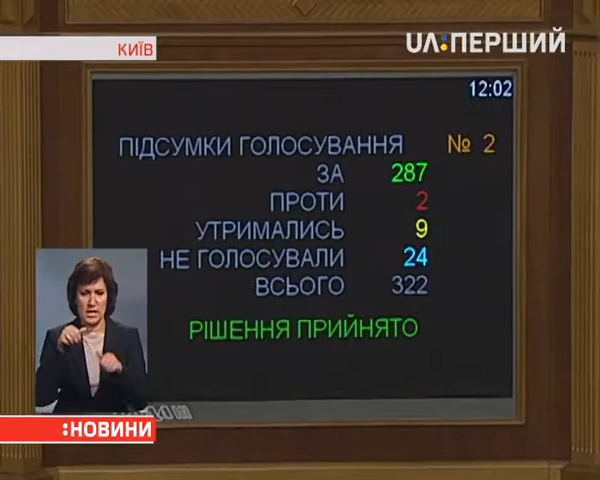 КИЇВ
UA:ПЕРШИЙ
12:02
ПІДСУМКИ ГОЛОСУВАННЯ № 2
ЗА 287
ПРОТИ 2
УТРИМАЛИСЬ 9
НЕ ГОЛОСУВАЛИ 24
ВСЬОГО 322
РІШЕННЯ ПРИЙНЯТО
:НОВИНИ